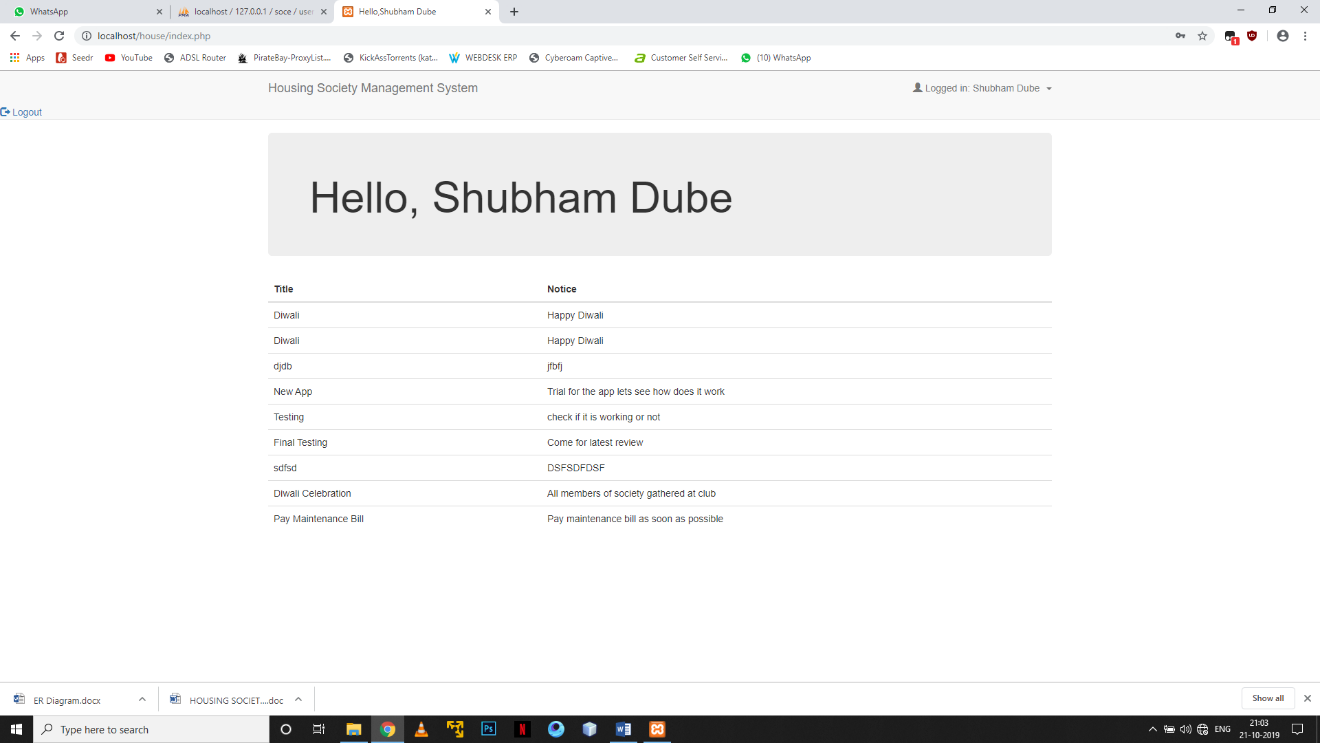 WhatsApp
localhost / 127.0.0.1 / soce / use
Hello,Shubham Dube
localhost/house/index.php
1
Apps
Seedr
YouTube
ADSL Router
PirateBay-ProxyList....
KickAssTorrents (kat...
WEBDESK ERP
Cyberoam Captive...
Customer Self Servi...
(10) WhatsApp
Housing Society Management System
Logged in: Shubham Dube
Logout
Hello, Shubham Dube
Title Notice
Diwali Happy Diwali
Diwali Happy Diwali
djdb jfbfj
New App Trial for the app lets see how does it work
Testing check if it is working or not
Final Testing Come for latest review
sdfsd DSFSDFDSF
Diwali Celebration All members of society gathered at club
Pay Maintenance Bill Pay maintenance bill as soon as possible
ER Diagram.docx
HOUSING SOCIET....doc
Show all
Type here to search
Ps
N
ENG
21:03
21-10-2019